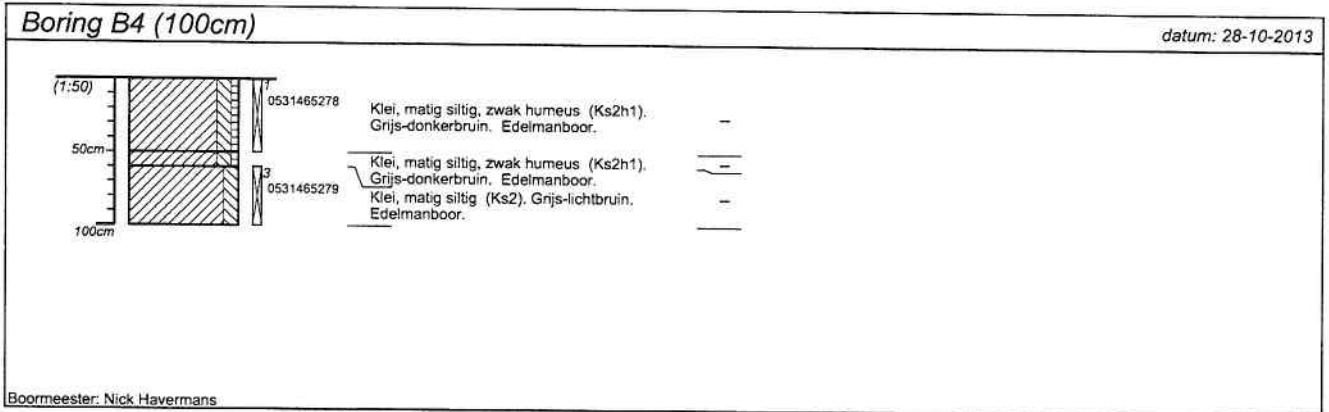 Boring B4 (100cm)
datum: 28-10-2013
(1:50)
1
0531465278
Klei, matig siltig, zwak humeus (Ks2h1).
Grijs-donkerbruin. Edelmanboor.
–
50cm
Klei, matig siltig, zwak humeus (Ks2h1).
Grijs-donkerbruin. Edelmanboor.
–
3
0531465279
Klei, matig siltig (Ks2). Grijs-lichtbruin.
Edelmanboor.
–
100cm
Boormeester: Nick Havermans